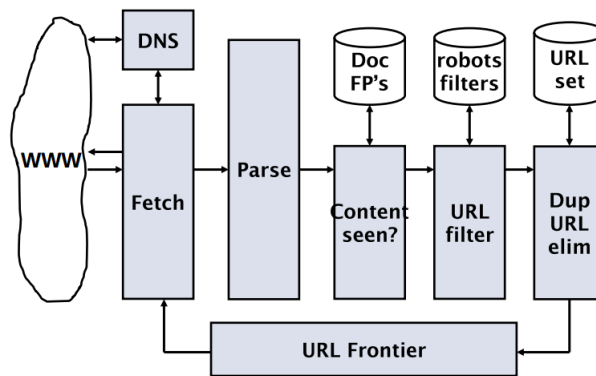 DNS
Doc
FP's
robots
filters
URL
set
WWW
Fetch
Parse
Content
seen?
URL
filter
Dup
URL
elim
URL Frontier